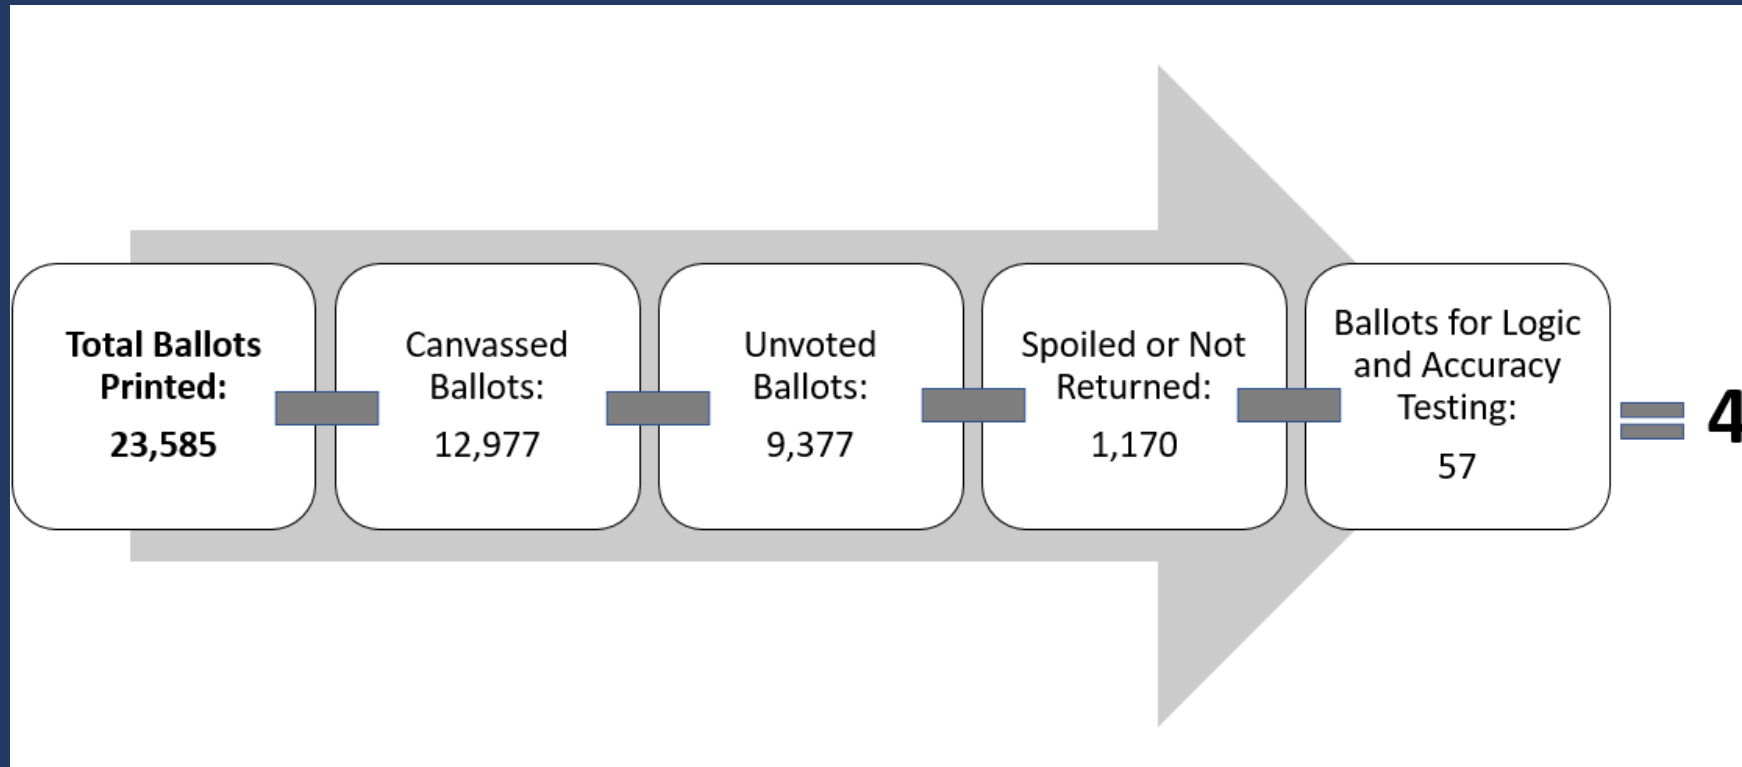 Total Ballots
Printed:
23,585
Canvassed
Ballots:
12,977
Unvoted
Ballots:
9,377
Spoiled or Not
Returned:
1,170
Ballots for Logic
and Accuracy
Testing:
57
= 4